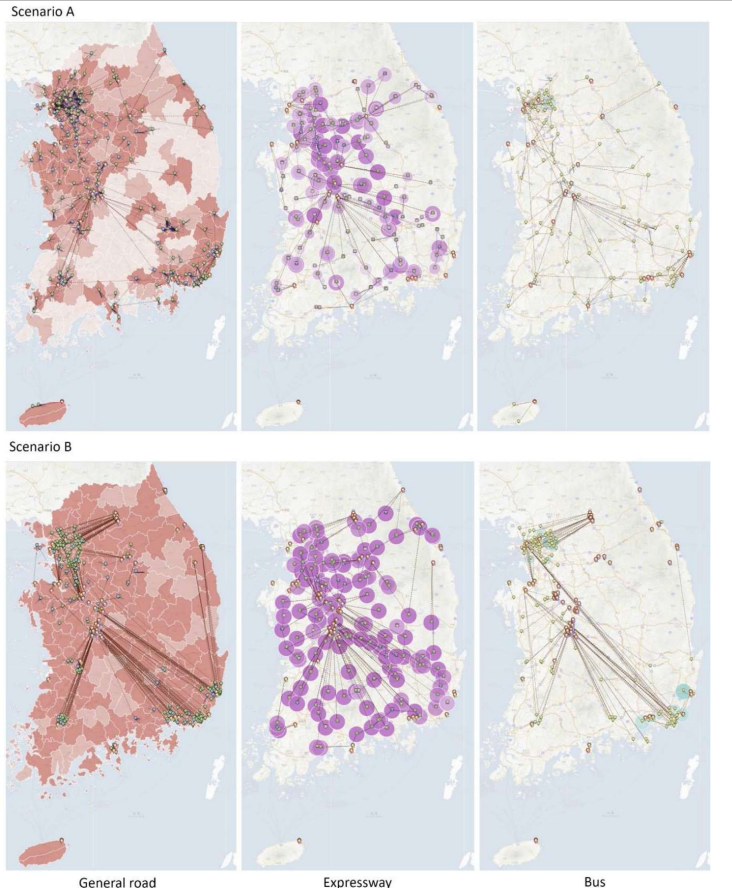 Scenario A
Scenario B
General road
Expressway
Bus